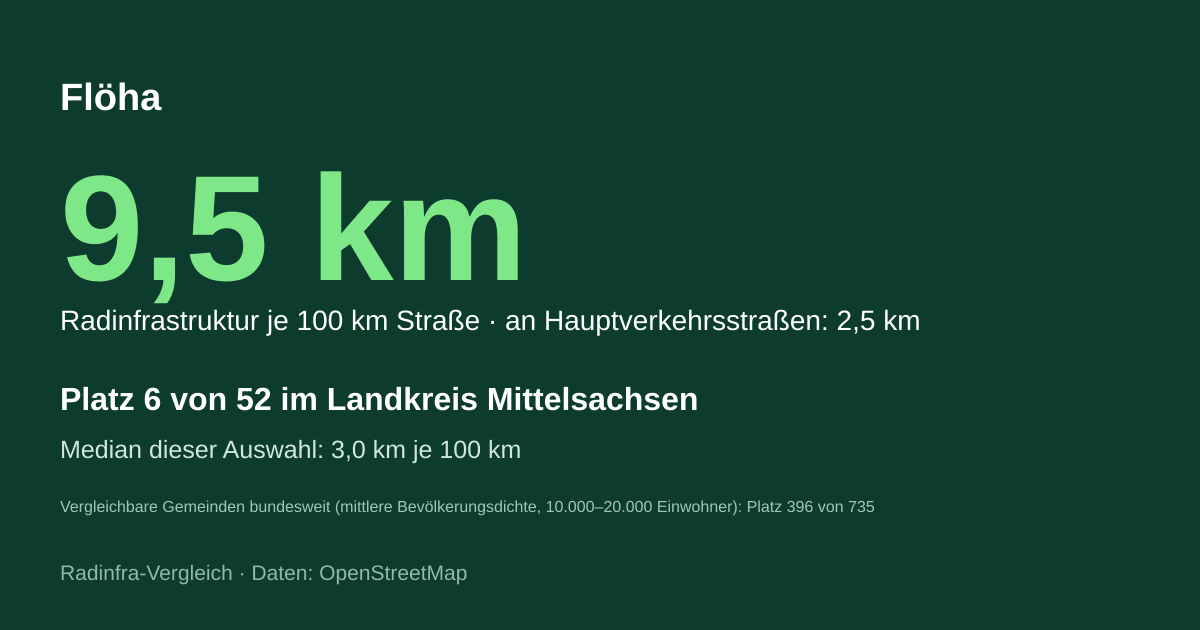 Flöha
9,5 km
Radinfrastruktur je 100 km Straße · an Hauptverkehrsstraßen: 2,5 km
Platz 6 von 52 im Landkreis Mittelsachsen
Median dieser Auswahl: 3,0 km je 100 km
Vergleichbare Gemeinden bundesweit (mittlere Bevölkerungsdichte, 10.000–20.000 Einwohner): Platz 396 von 735
Radinfra-Vergleich · Daten: OpenStreetMap